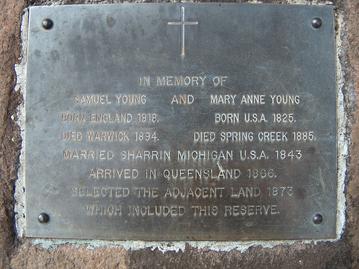 IN MEMORY OF
SAMUEL YOUNG AND MARY ANNE YOUNG
BORN ENGLAND 1818. BORN U.S.A. 1825.
DIED WARWICK 1894. DIED SPRING CREEK 1885.
MARRIED SHARRIN MICHIGAN U.S.A. 1843
ARRIVED IN QUEENSLAND 1866.
SELECTED THE ADJACENT LAND 1873
WHICH INCLUDED THIS RESERVE.